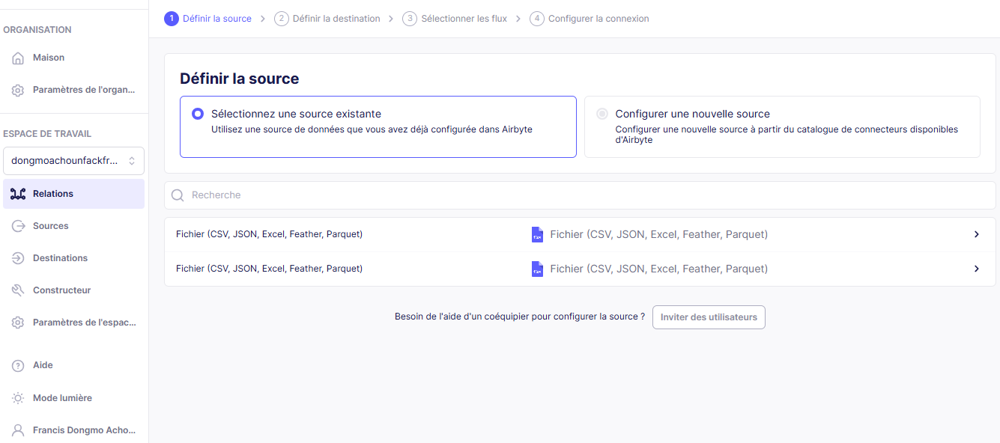 ORGANISATION
Maison
Paramètres de l'organ...
ESPACE DE TRAVAIL
dongmoachounfackfr...
Relations
Sources
Destinations
Constructeur
Paramètres de l'espac...
Aide
Mode lumière
Francis Dongmo Acho...
1 Définir la source
2 Définir la destination
3 Sélectionner les flux
4 Configurer la connexion
Définir la source
Sélectionnez une source existante
Utilisez une source de données que vous avez déjà configurée dans Airbyte
Configurer une nouvelle source
Configurer une nouvelle source à partir du catalogue de connecteurs disponibles
d'Airbyte
Recherche
Fichier (CSV, JSON, Excel, Feather, Parquet) Fichier (CSV, JSON, Excel, Feather, Parquet)
Fichier (CSV, JSON, Excel, Feather, Parquet) Fichier (CSV, JSON, Excel, Feather, Parquet)
Besoin de l'aide d'un coéquipier pour configurer la source ? Inviter des utilisateurs